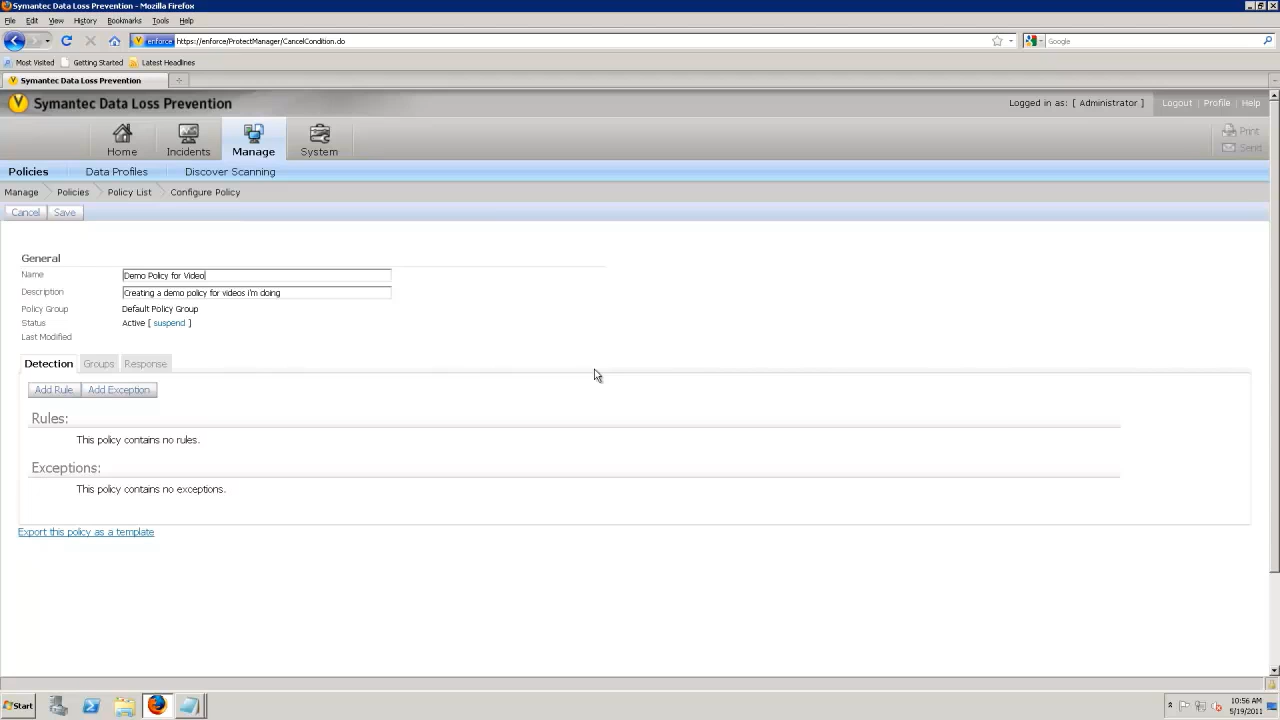 Symantec Data Loss Prevention - Mozilla Firefox
File Edit View History Bookmarks Tools Help
enforce https://enforce/ProtectManager/CancelCondition.do
Google
Most Visited Getting Started Latest Headlines
Symantec Data Loss Prevention
Symantec Data Loss Prevention
Logged in as: [ Administrator ] Logout Profile Help
Home Incidents Manage System
Print
Send
Policies Data Profiles Discover Scanning
Manage Policies Policy List Configure Policy
Cancel Save
General
Name Demo Policy for Video
Description Creating a demo policy for videos i'm doing
Policy Group Default Policy Group
Status Active [ suspend ]
Last Modified
Detection Groups Response
Add Rule Add Exception
Rules:
This policy contains no rules.
Exceptions:
This policy contains no exceptions.
Export this policy as a template
Start
10:56 AM
5/19/2011